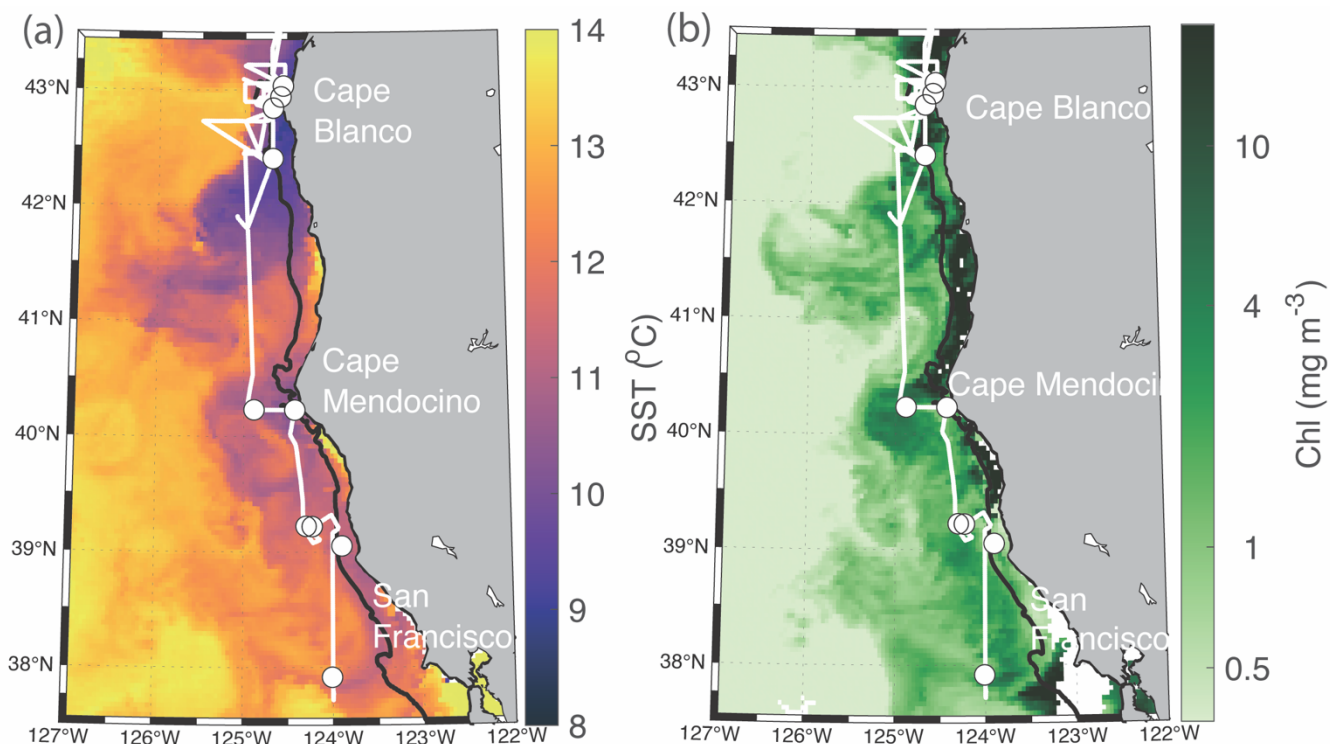 (a)
14
43°N
Cape
Blanco
13
42°N
12
41°N
11
Cape
Mendocino
10
40°N
39°N
9
San
Francisco
38°N
8
127°W
126°W
125°W
124°W
123°W
122°W
SST (°C)
(b)
43°N
Cape Blanco
10
42°N
4
41°N
Cape Mendocin
40°N
1
39°N
San
Francisco
0.5
38°N
127°W
126°W
125°W
124°W
123°W
122°W
Chl (mg m⁻³)